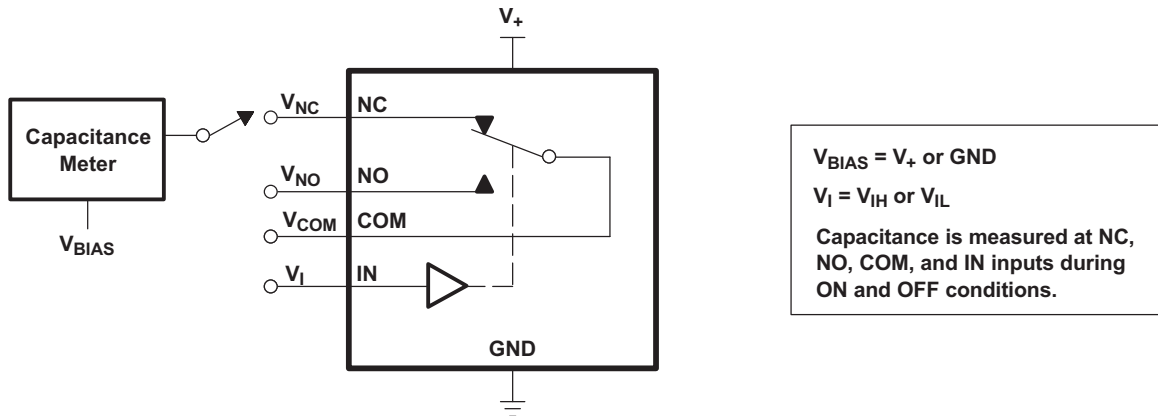 V+
Capacitance
Meter
VBIAS
VNC NC
VNO NO
VCOM COM
VI IN
GND
VBIAS = V+ or GND
VI = VIH or VIL
Capacitance is measured at NC,
NO, COM, and IN inputs during
ON and OFF conditions.